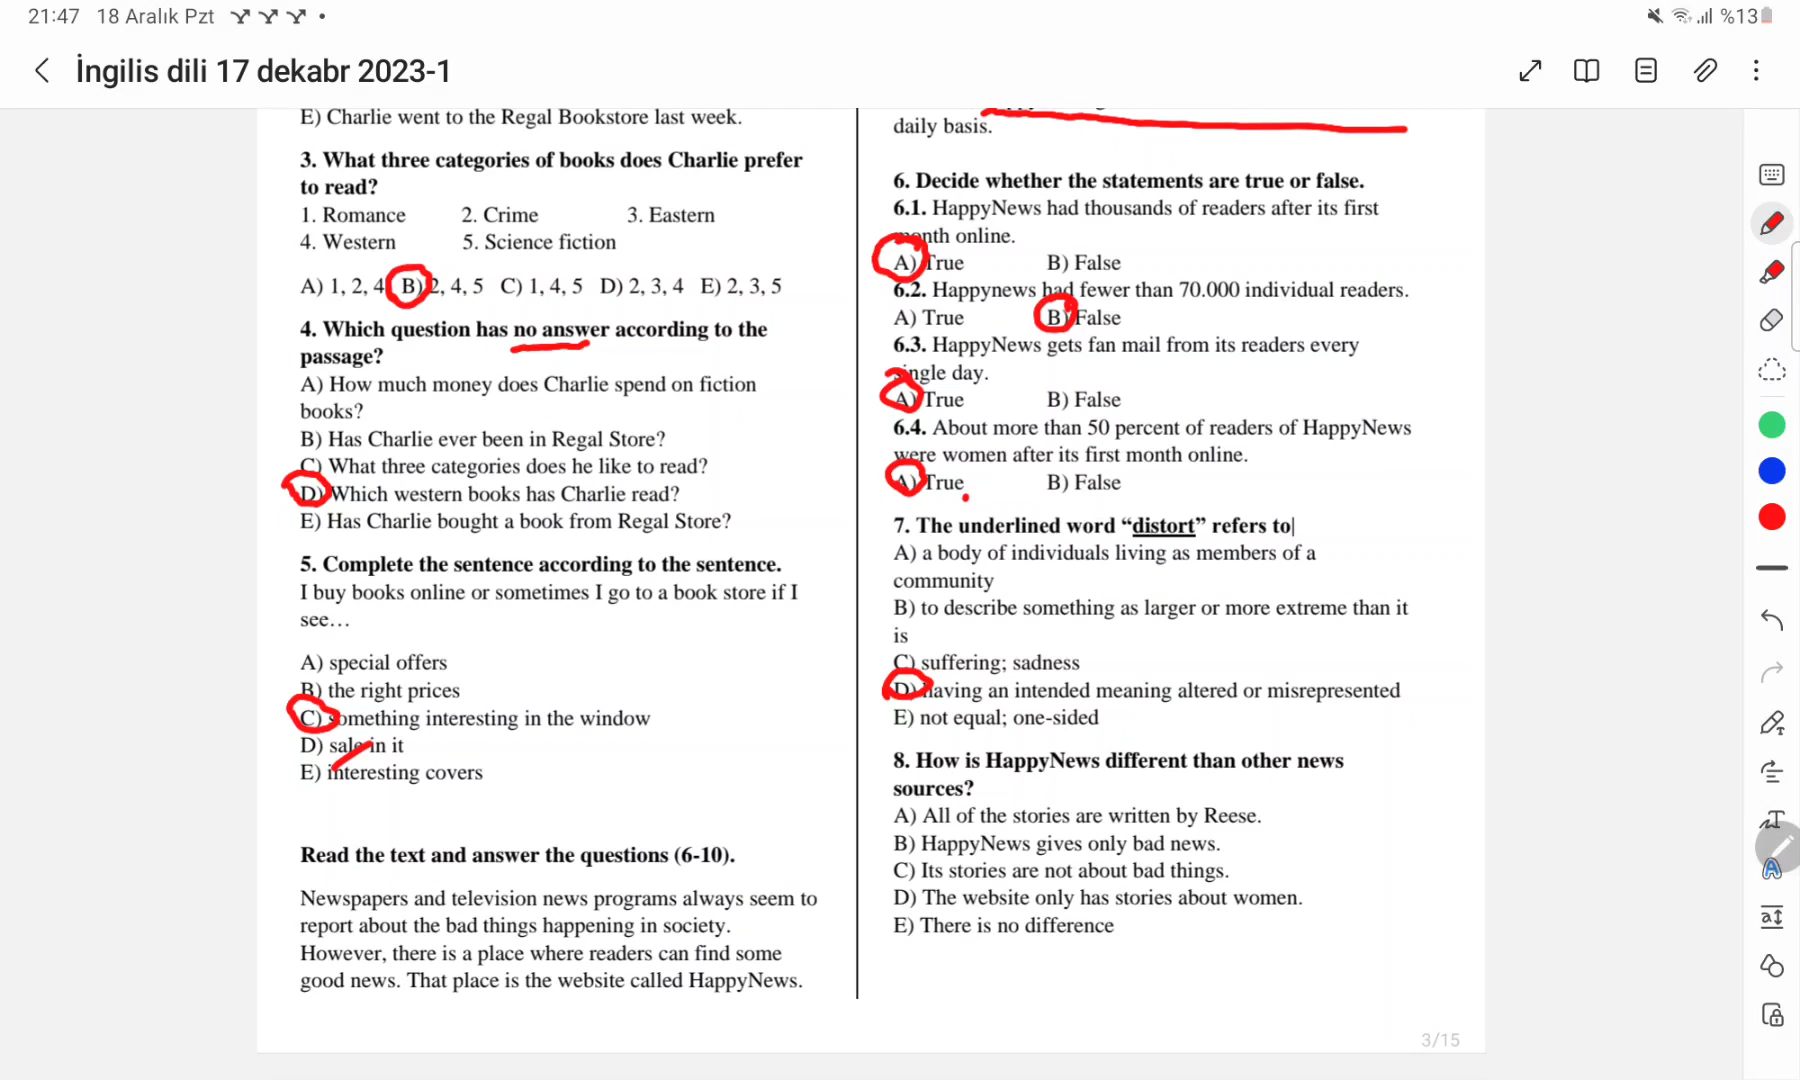 21:47 18 Aralık Pzt
%13
İngilis dili 17 dekabr 2023-1
E) Charlie went to the Regal Bookstore last week.
3. What three categories of books does Charlie prefer
to read?
1. Romance 2. Crime 3. Eastern
4. Western 5. Science fiction
A) 1, 2, 4 B) 2, 4, 5 C) 1, 4, 5 D) 2, 3, 4 E) 2, 3, 5
4. Which question has no answer according to the
passage?
A) How much money does Charlie spend on fiction
books?
B) Has Charlie ever been in Regal Store?
C) What three categories does he like to read?
D) Which western books has Charlie read?
E) Has Charlie bought a book from Regal Store?
5. Complete the sentence according to the sentence.
I buy books online or sometimes I go to a book store if I
see…
A) special offers
B) the right prices
C) something interesting in the window
D) sale in it
E) interesting covers
Read the text and answer the questions (6-10).
Newspapers and television news programs always seem to
report about the bad things happening in society.
However, there is a place where readers can find some
good news. That place is the website called HappyNews.
daily basis.
6. Decide whether the statements are true or false.
6.1. HappyNews had thousands of readers after its first
month online.
A) True B) False
6.2. Happynews had fewer than 70.000 individual readers.
A) True B) False
6.3. HappyNews gets fan mail from its readers every
single day.
A) True B) False
6.4. About more than 50 percent of readers of HappyNews
were women after its first month online.
A) True B) False
7. The underlined word “distort” refers to|
A) a body of individuals living as members of a
community
B) to describe something as larger or more extreme than it
is
C) suffering; sadness
D) having an intended meaning altered or misrepresented
E) not equal; one-sided
8. How is HappyNews different than other news
sources?
A) All of the stories are written by Reese.
B) HappyNews gives only bad news.
C) Its stories are not about bad things.
D) The website only has stories about women.
E) There is no difference
3/15